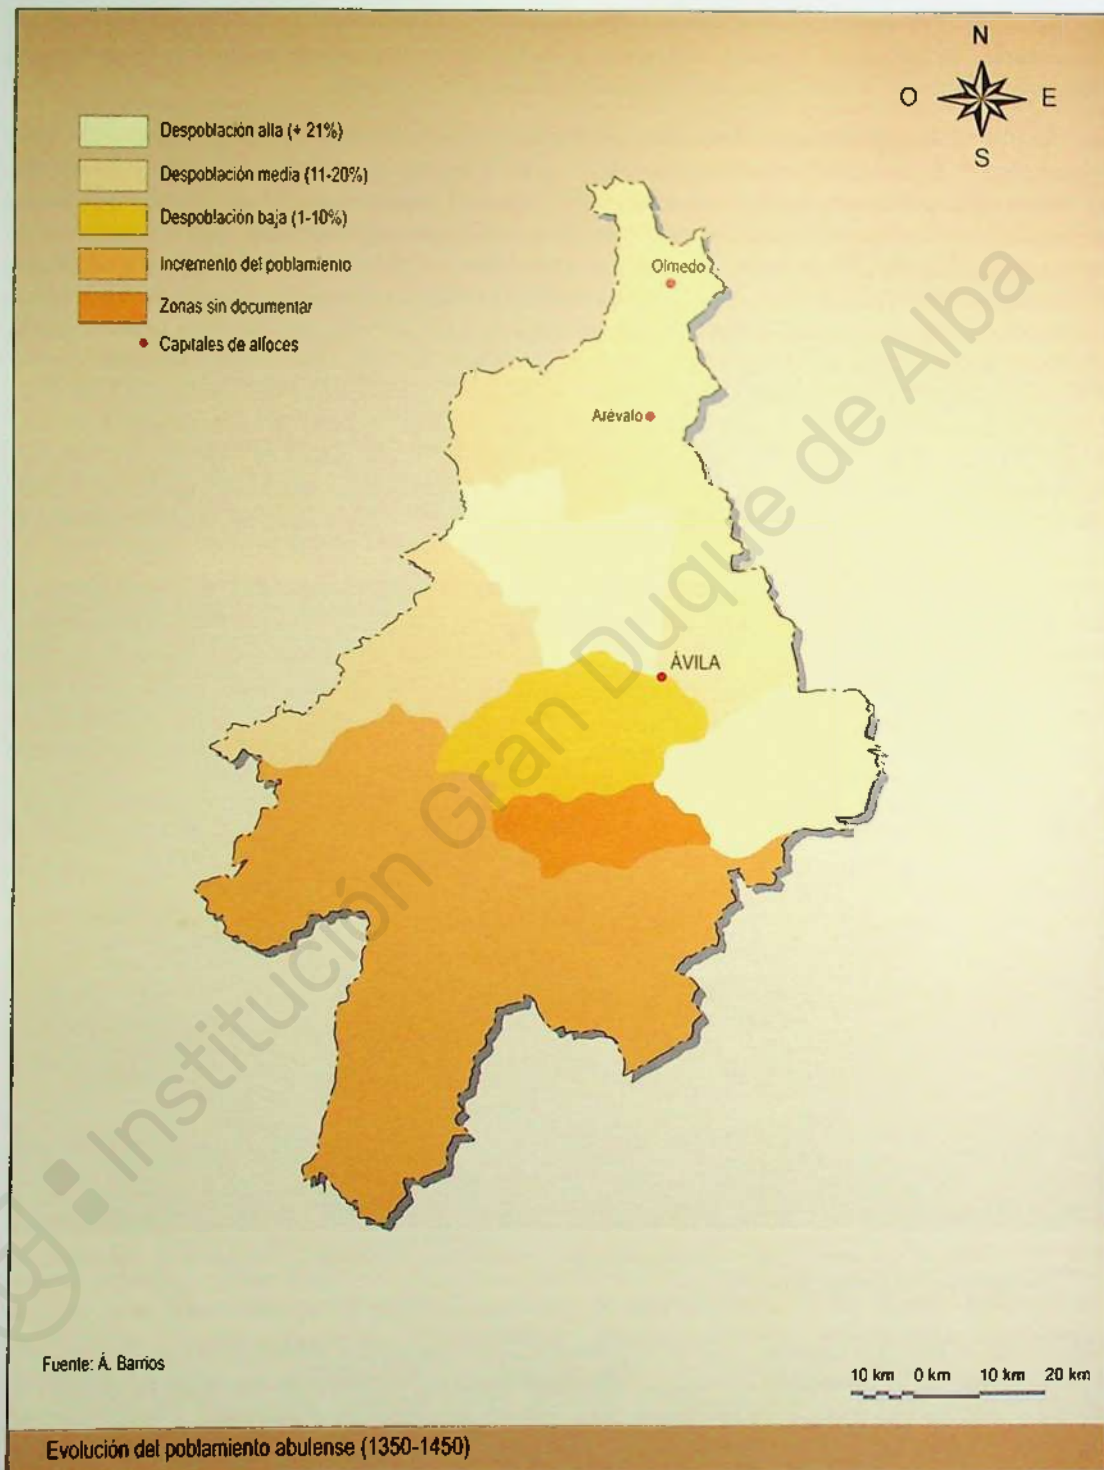 N
O E
S
Despoblación alta (+ 21%)
Despoblación media (11-20%)
Despoblación baja (1-10%)
Incremento del poblamiento
Zonas sin documentar
Capitales de alfoces
Olmedo
Arévalo
ÁVILA
Institución Gran Duque de Alba
Fuente: Á. Barrios
10 km 0 km 10 km 20 km
Evolución del poblamiento abulense (1350-1450)